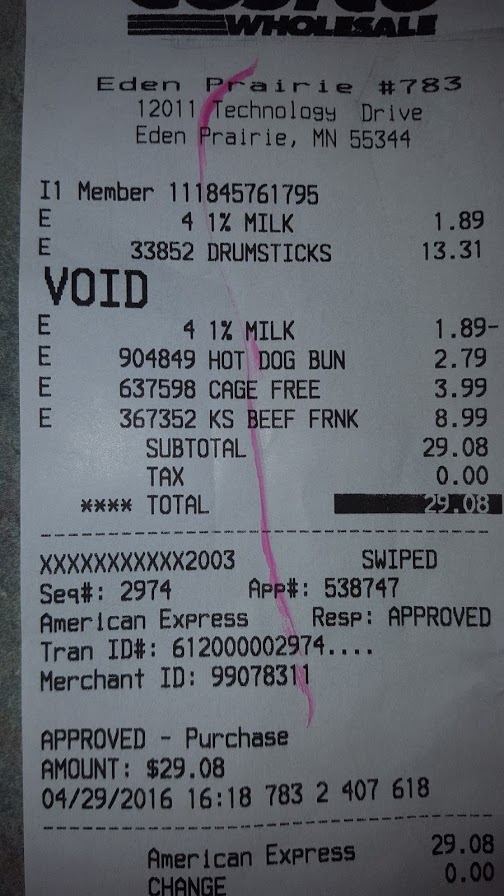 COSTCO
WHOLESALE
Eden Prairie #783
12011 Technology Drive
Eden Prairie, MN 55344
I1 Member 111845761795
E 4 1% MILK 1.89
E 33852 DRUMSTICKS 13.31
VOID
E 4 1% MILK 1.89-
E 904849 HOT DOG BUN 2.79
E 637598 CAGE FREE 3.99
E 367352 KS BEEF FRNK 8.99
SUBTOTAL 29.08
TAX 0.00
**** TOTAL 29.08
XXXXXXXXXXX2003 SWIPED
Seq#: 2974 App#: 538747
American Express Resp: APPROVED
Tran ID#: 612000002974....
Merchant ID: 99078311
APPROVED - Purchase
AMOUNT: $29.08
04/29/2016 16:18 783 2 407 618
American Express 29.08
CHANGE 0.00